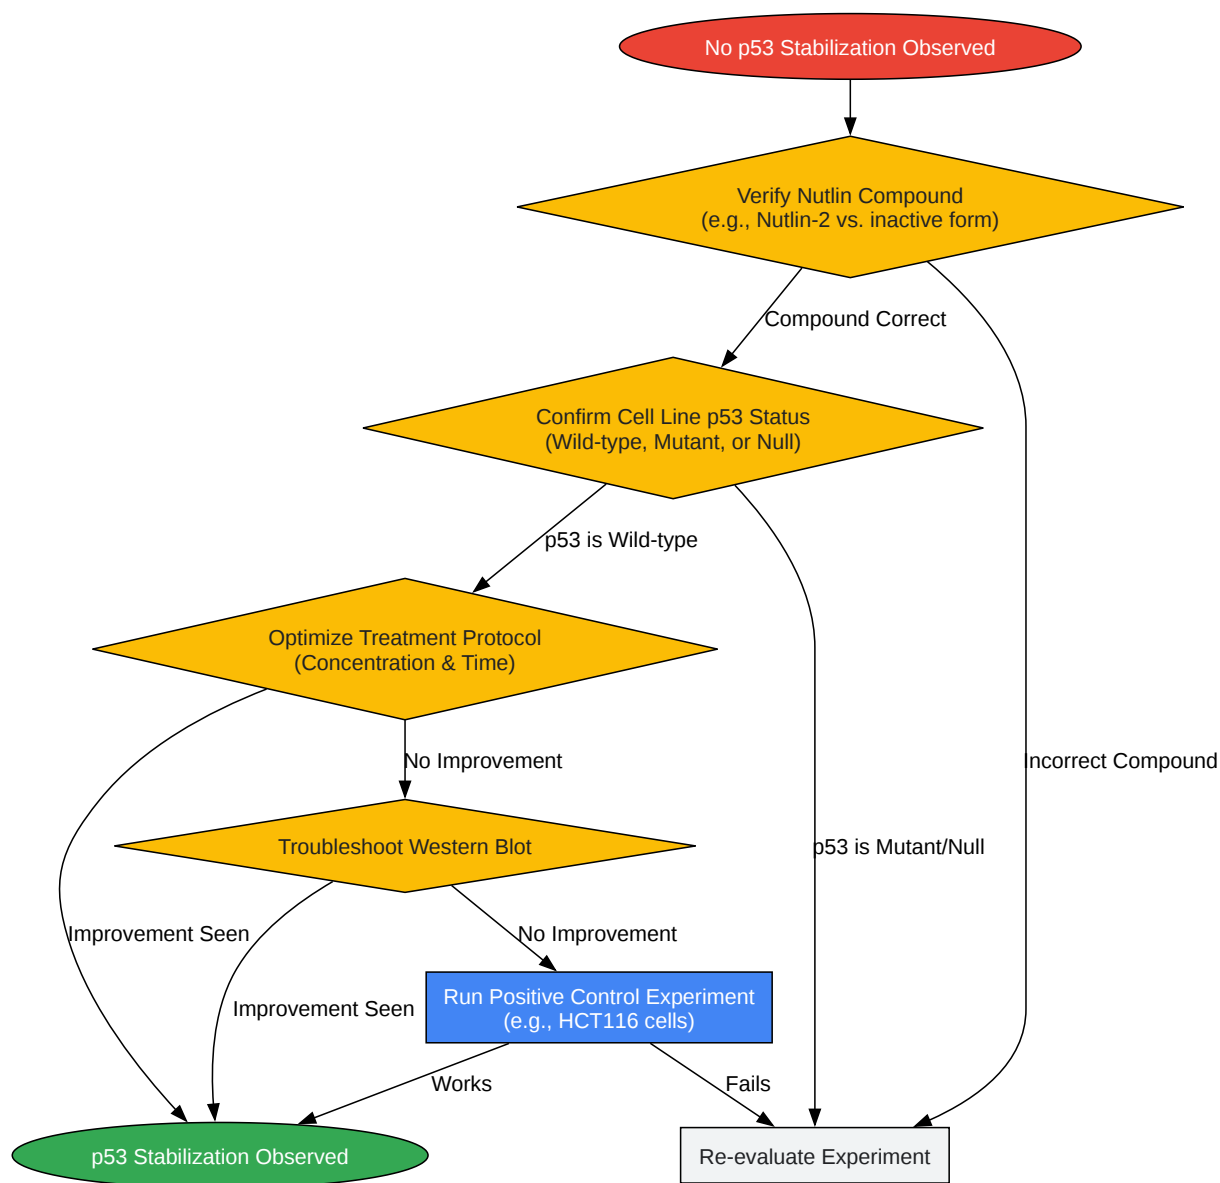 No p53 Stabilization Observed
Verify Nutlin Compound
(e.g., Nutlin-2 vs. inactive form)
Compound Correct
Confirm Cell Line p53 Status
(Wild-type, Mutant, or Null)
p53 is Wild-type
Optimize Treatment Protocol
(Concentration & Time)
No Improvement
Incorrect Compound
Troubleshoot Western Blot
p53 is Mutant/Null
Improvement Seen
No Improvement
Improvement Seen
Run Positive Control Experiment
(e.g., HCT116 cells)
Works
Fails
p53 Stabilization Observed
Re-evaluate Experiment